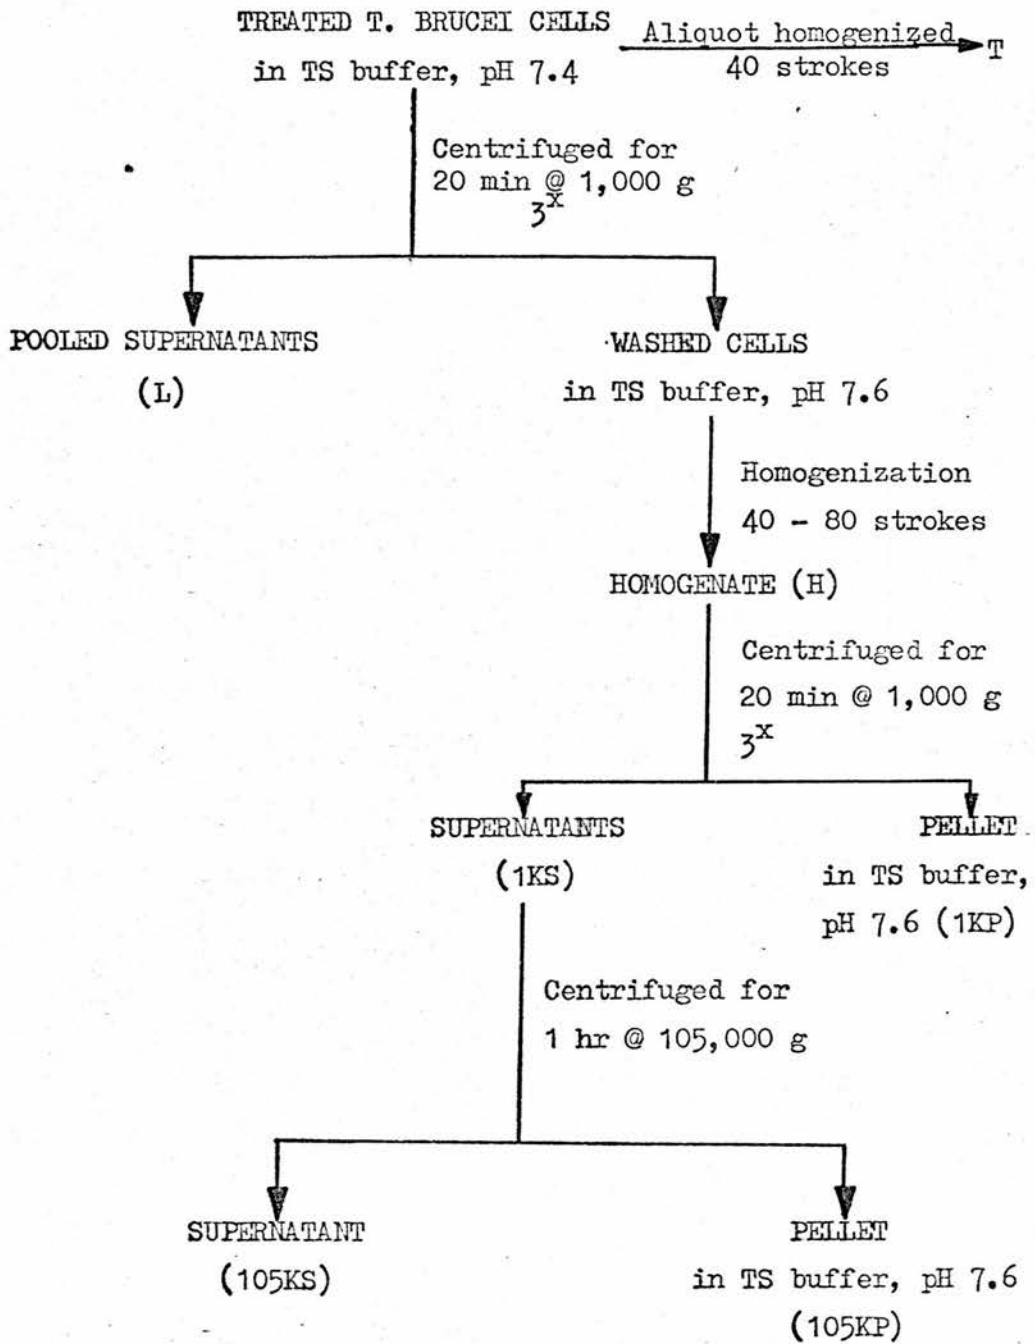 TREATED T. BRUCEI CELLS
in TS buffer, pH 7.4
Aliquot homogenized
40 strokes
T
Centrifuged for
20 min @ 1,000 g
3x
POOLED SUPERNATANTS
(L)
WASHED CELLS
in TS buffer, pH 7.6
Homogenization
40 - 80 strokes
HOMOGENATE (H)
Centrifuged for
20 min @ 1,000 g
3x
SUPERNATANTS
(1KS)
PELLET
in TS buffer,
pH 7.6 (1KP)
Centrifuged for
1 hr @ 105,000 g
SUPERNATANT
(105KS)
PELLET
in TS buffer, pH 7.6
(105KP)